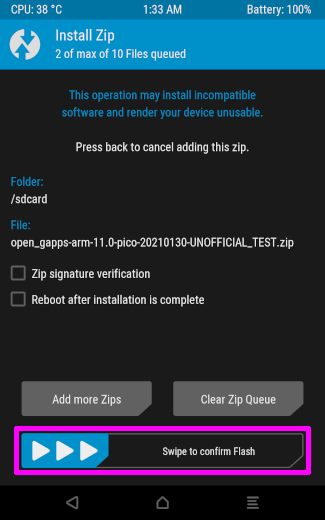 CPU: 38 °C 1:33 AM Battery: 100%
Install Zip
2 of max of 10 Files queued
This operation may install incompatible
software and render your device unusable.
Press back to cancel adding this zip.
Folder:
/sdcard
File:
open_gapps-arm-11.0-pico-20210130-UNOFFICIAL_TEST.zip
Zip signature verification
Reboot after installation is complete
Add more Zips Clear Zip Queue
Swipe to confirm Flash